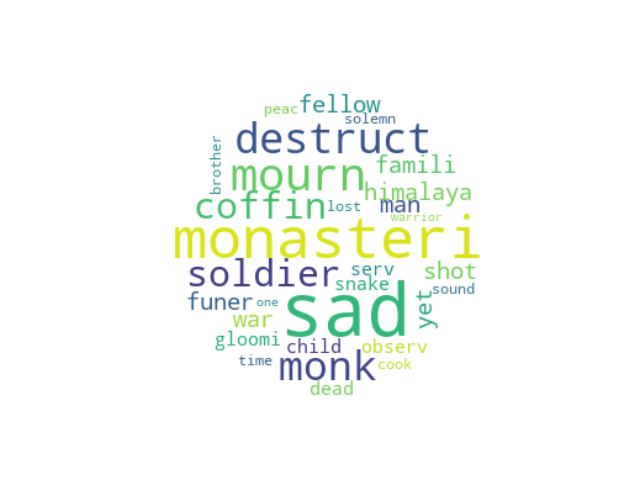 peac fellow
solemn
destruct
brother
mourn famili
himalaya
coffin lost man
warrior
monasteri
soldier serv shot
snake sound
funer one sad yet
war
gloomi child observ
time monk cook
dead